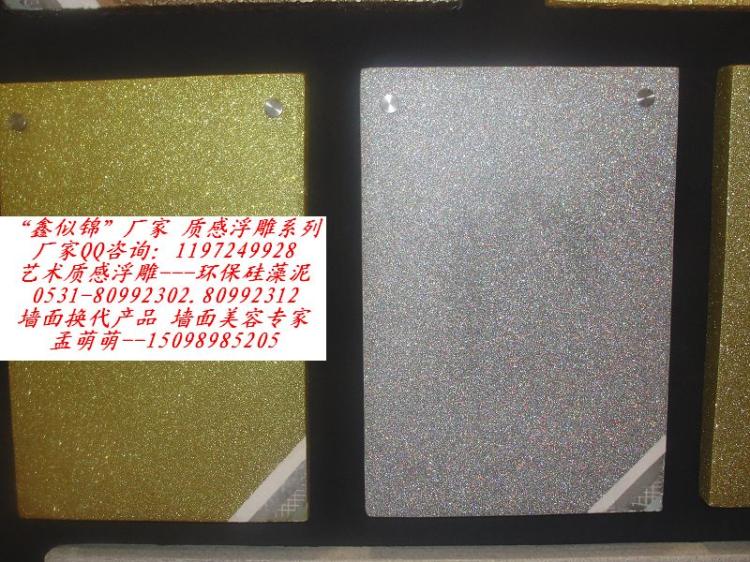 “鑫似锦”厂家 质感浮雕系列
厂家QQ咨询: 1197249928
艺术质感浮雕---环保硅藻泥
0531-80992302.80992312
墙面换代产品 墙面美容专家
孟萌萌--15098985205